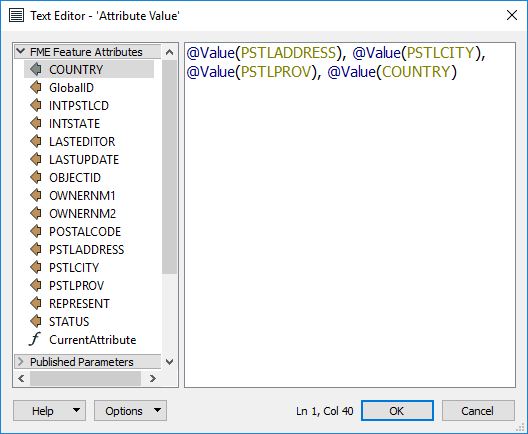 Text Editor - 'Attribute Value'
FME Feature Attributes
COUNTRY
GlobalID
INTPSTLCD
INTSTATE
LASTEDITOR
LASTUPDATE
OBJECTID
OWNERNM1
OWNERNM2
POSTALCODE
PSTLADDRESS
PSTLCITY
PSTLPROV
REPRESENT
STATUS
CurrentAttribute
Published Parameters
@Value(PSTLADDRESS), @Value(PSTLCITY),
@Value(PSTLPROV), @Value(COUNTRY)
Help
Options
Ln 1, Col 40
OK
Cancel